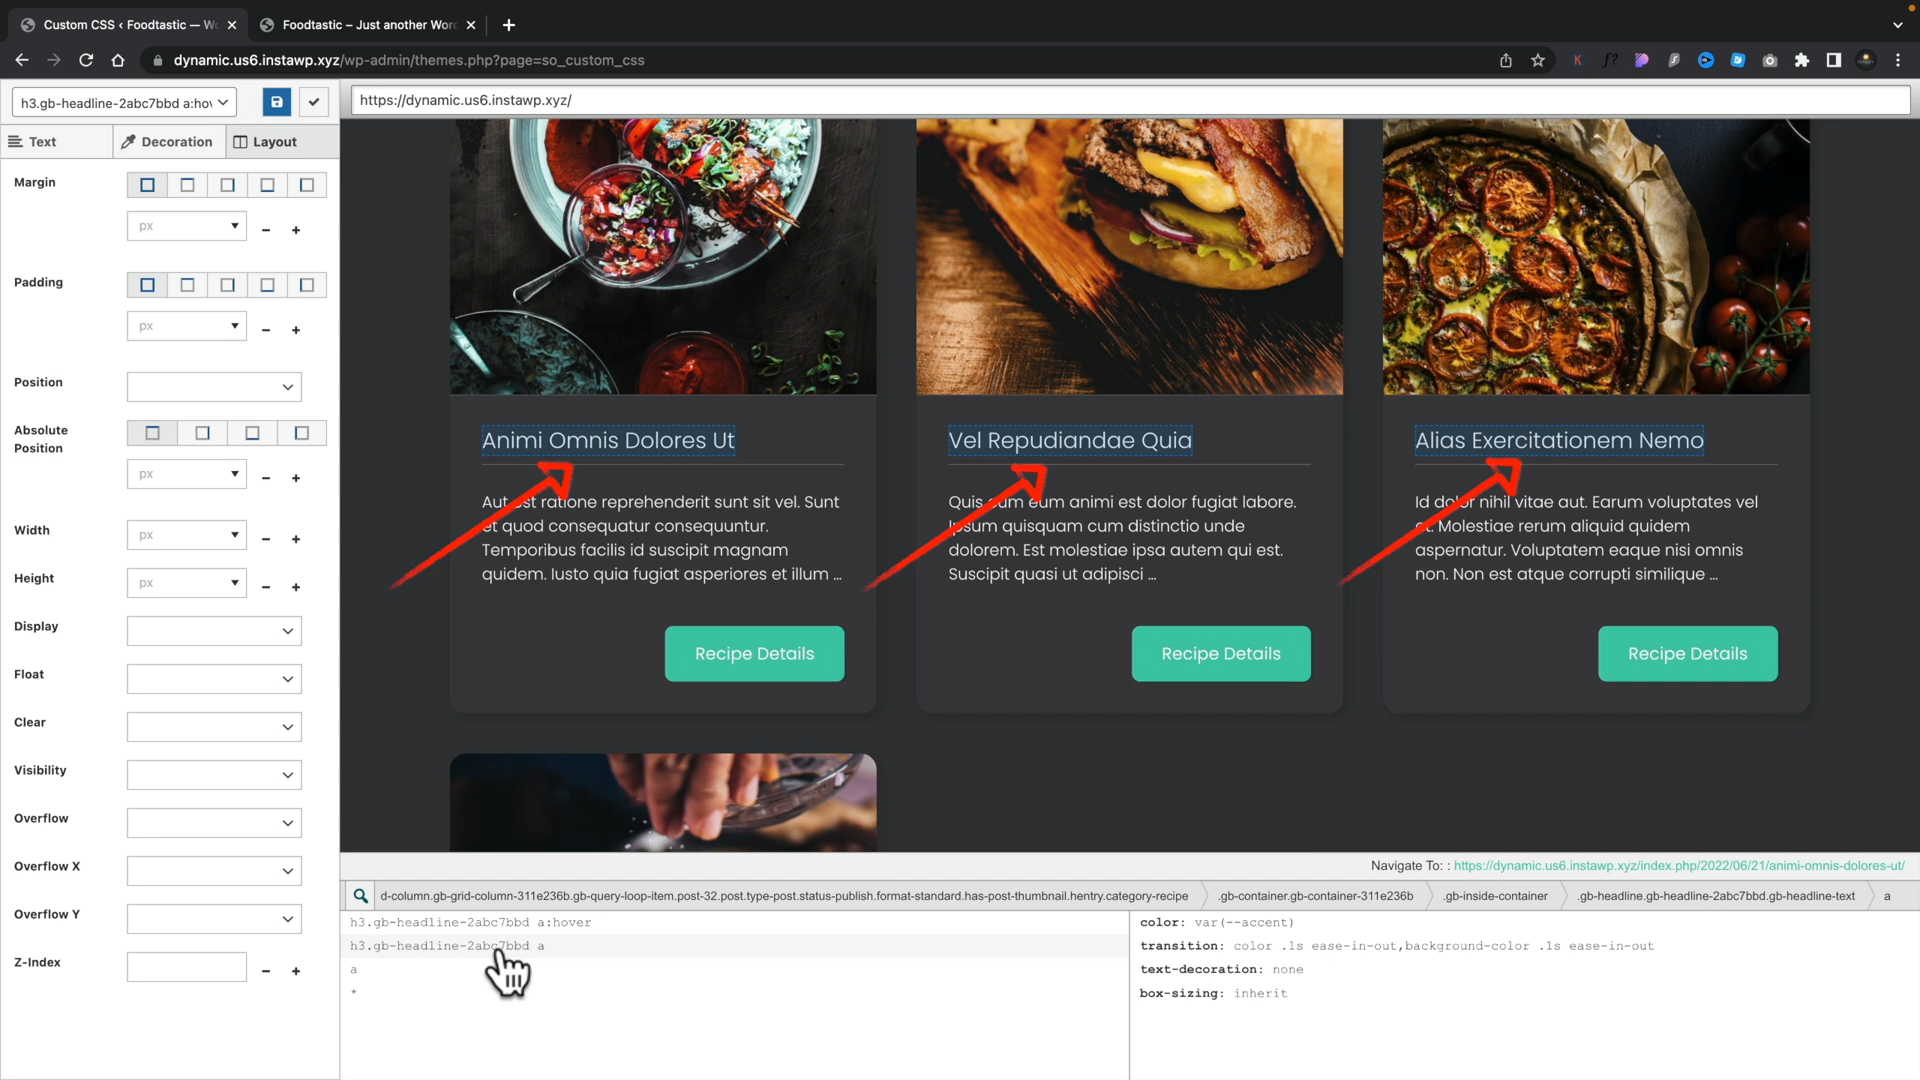 Custom CSS ‹ Foodtastic — W
Foodtastic – Just another Wor
dynamic.us6.instawp.xyz/wp-admin/themes.php?page=so_custom_css
h3.gb-headline-2abc7bbd a:hov
https://dynamic.us6.instawp.xyz/
Text
Decoration
Layout
Margin
px
Padding
px
Position
Absolute
Position
px
Width
px
Height
px
Display
Float
Clear
Visibility
Overflow
Overflow X
Overflow Y
Z-Index
Animi Omnis Dolores Ut
Aut est ratione reprehenderit sunt sit vel. Sunt
et quod consequatur consequuntur.
Temporibus facilis id suscipit magnam
quidem. Iusto quia fugiat asperiores et illum ...
Recipe Details
Vel Repudiandae Quia
Quis cum eum animi est dolor fugiat labore.
Ipsum quisquam cum distinctio unde
dolorem. Est molestiae ipsa autem qui est.
Suscipit quasi ut adipisci ...
Recipe Details
Alias Exercitationem Nemo
Id dolor nihil vitae aut. Earum voluptates vel
et. Molestiae rerum aliquid quidem
aspernatur. Voluptatem eaque nisi omnis
non. Non est atque corrupti similique ...
Recipe Details
Navigate To: : https://dynamic.us6.instawp.xyz/index.php/2022/06/21/animi-omnis-dolores-ut/
d-column.gb-grid-column-311e236b.gb-query-loop-item.post-32.post.type-post.status-publish.format-standard.has-post-thumbnail.hentry.category-recipe
.gb-container.gb-container-311e236b
.gb-inside-container
.gb-headline.gb-headline-2abc7bbd.gb-headline-text
a
h3.gb-headline-2abc7bbd a:hover
h3.gb-headline-2abc7bbd a
a
*
color: var(--accent)
transition: color .1s ease-in-out,background-color .1s ease-in-out
text-decoration: none
box-sizing: inherit